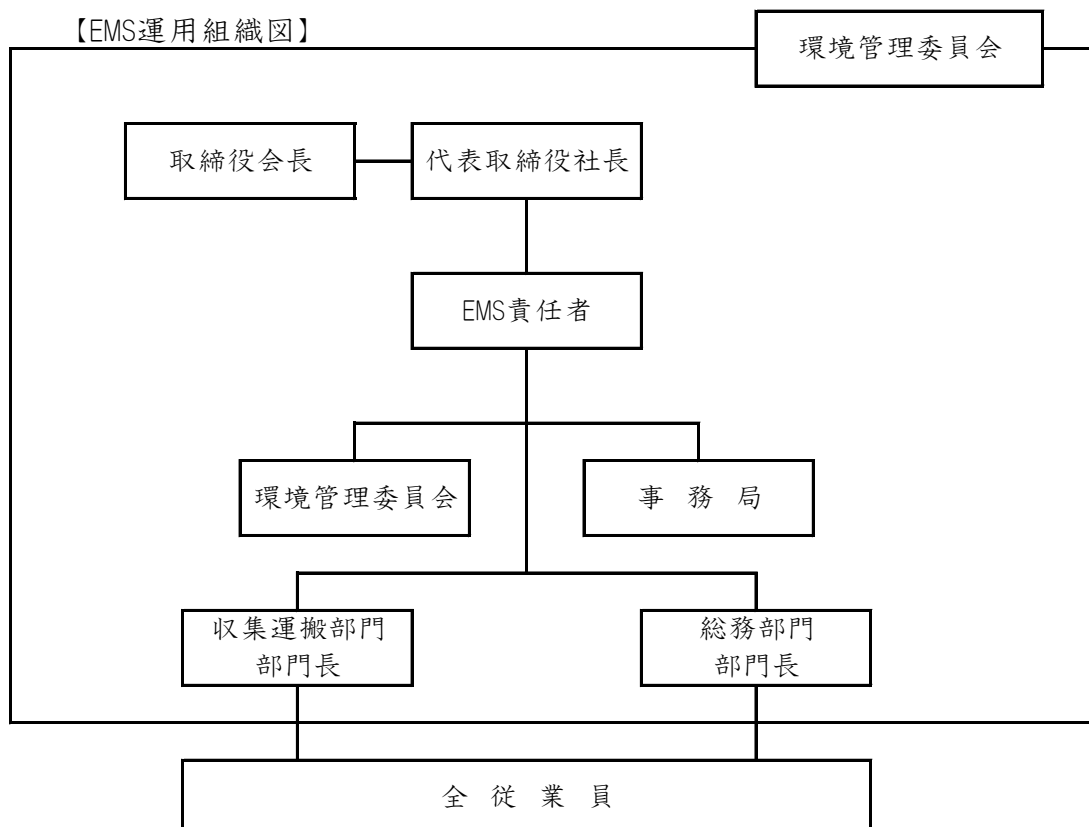 【EMS運用組織図】
環境管理委員会
取締役会長
代表取締役社長
EMS責任者
環境管理委員会
事 務 局
収集運搬部門
部門長
総務部門
部門長
全 従 業 員